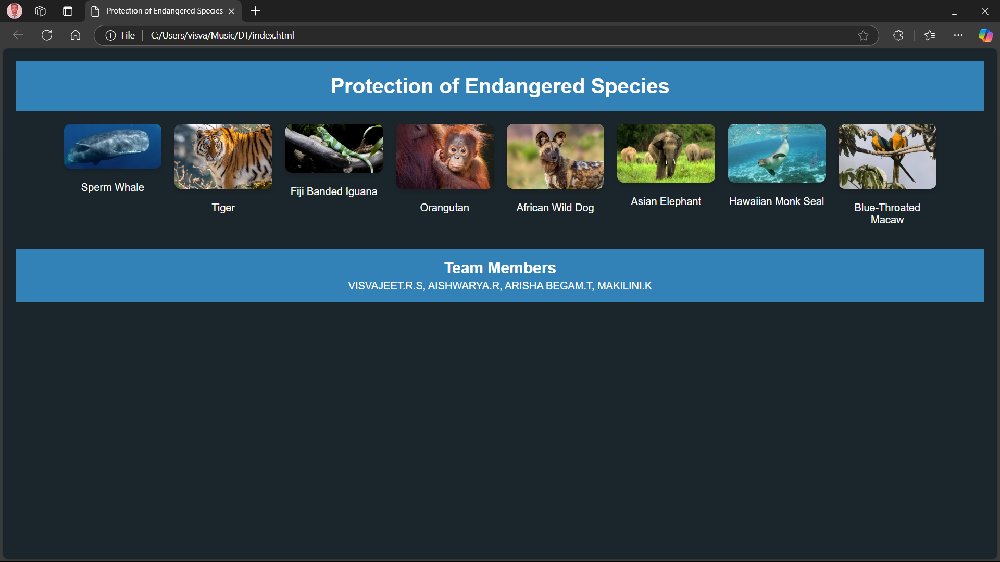 Protection of Endangered Species
File
C:/Users/visva/Music/DT/index.html
Protection of Endangered Species
Sperm Whale
Tiger
Fiji Banded Iguana
Orangutan
African Wild Dog
Asian Elephant
Hawaiian Monk Seal
Blue-Throated
Macaw
Team Members
VISVAJEET.R.S, AISHWARYA.R, ARISHA BEGAM.T, MAKILINI.K